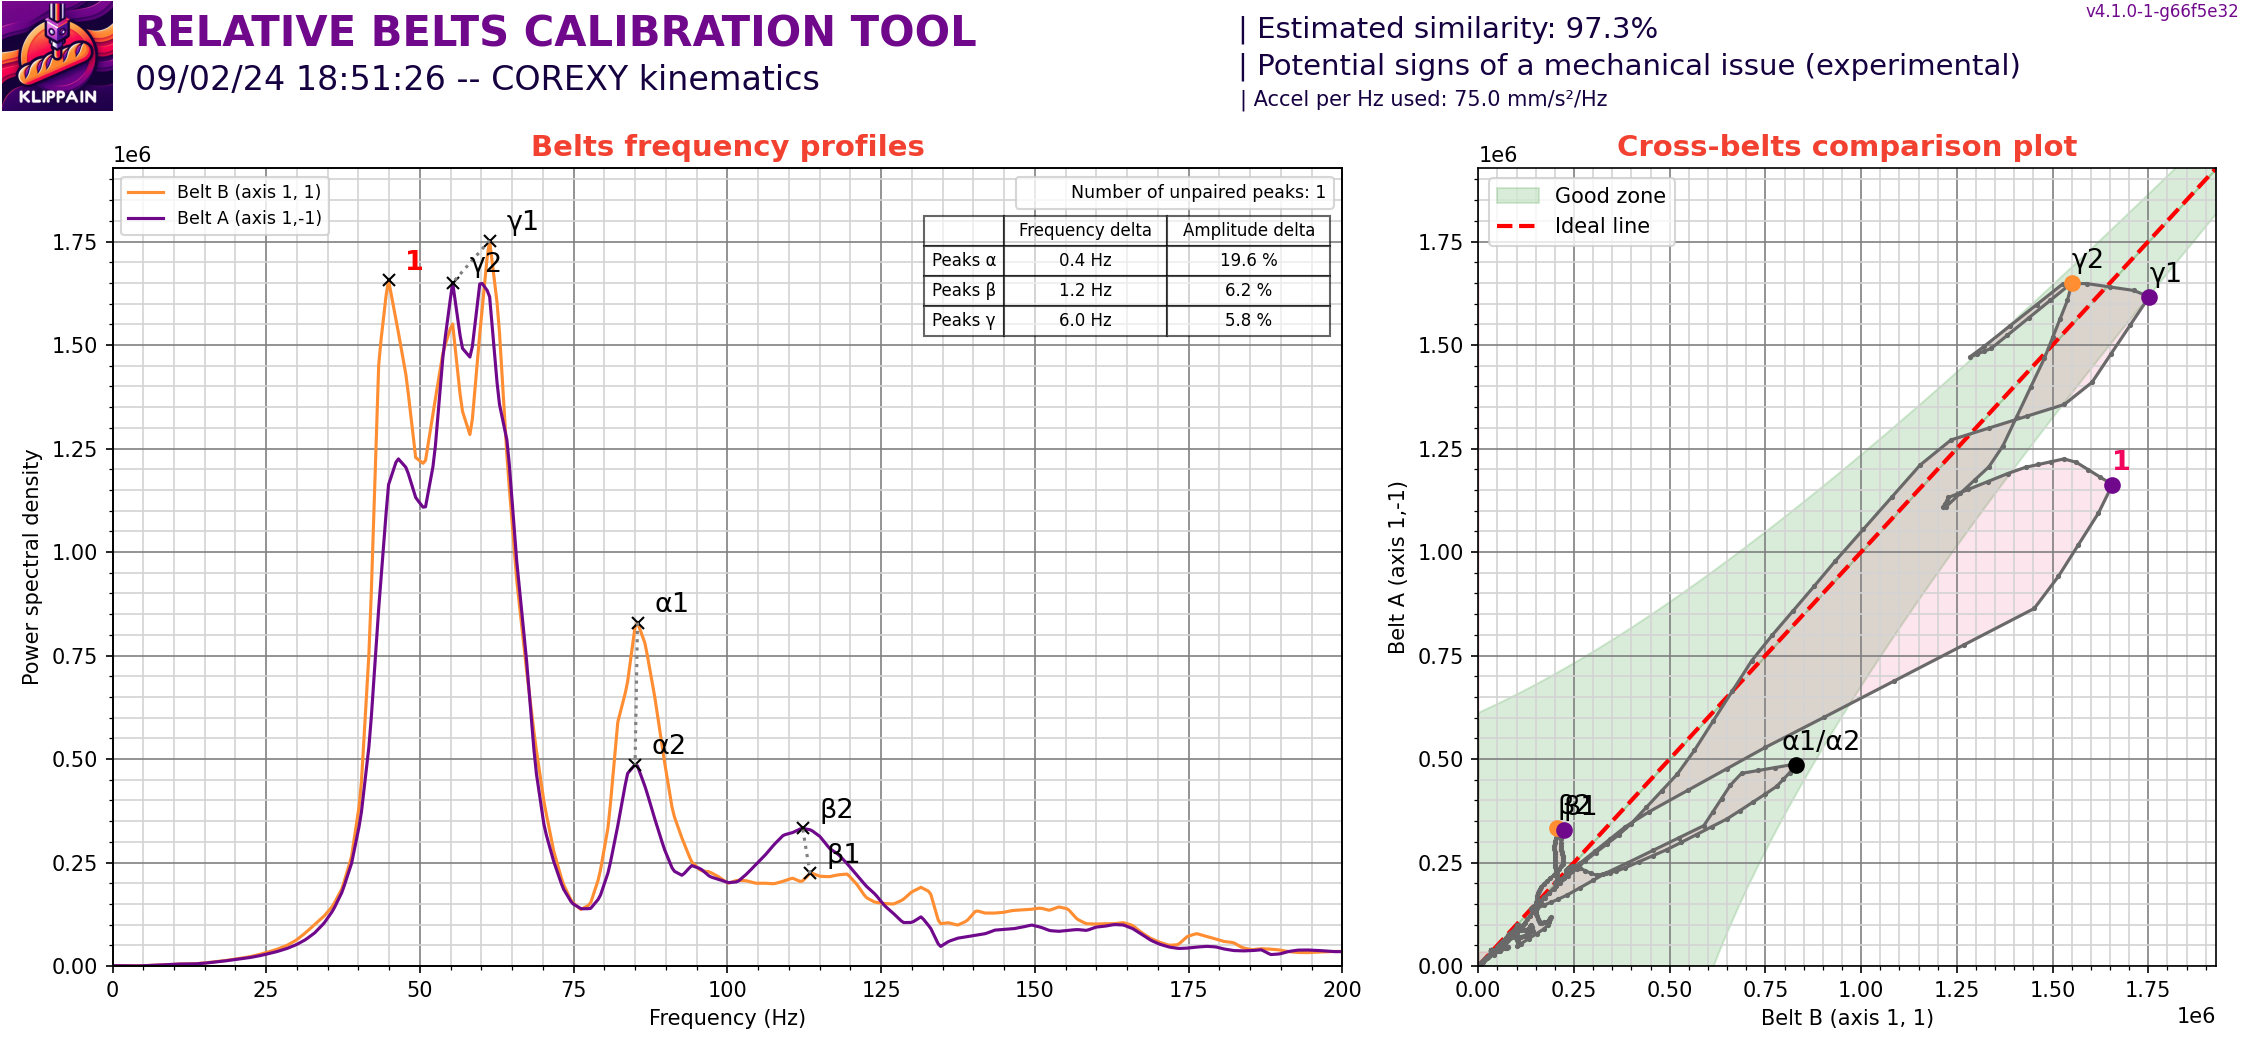 v4.1.0-1-g66f5e32
KLIPPAIN
RELATIVE BELTS CALIBRATION TOOL
09/02/24 18:51:26 -- COREXY kinematics
| Estimated similarity: 97.3%
| Potential signs of a mechanical issue (experimental)
| Accel per Hz used: 75.0 mm/s²/Hz
Belts frequency profiles
1e6
Belt B (axis 1, 1)
Belt A (axis 1,-1)
Number of unpaired peaks: 1
Frequency delta Amplitude delta
Peaks α 0.4 Hz 19.6 %
Peaks β 1.2 Hz 6.2 %
Peaks γ 6.0 Hz 5.8 %
1
γ1
γ2
α1
α2
β2
β1
Power spectral density
1.75
1.50
1.25
1.00
0.75
0.50
0.25
0.00
0 25 50 75 100 125 150 175 200
Frequency (Hz)
Cross-belts comparison plot
1e6
Good zone
Ideal line
γ2
γ1
1
α1/α2
β2
β1
Belt A (axis 1,-1)
1.75
1.50
1.25
1.00
0.75
0.50
0.25
0.00
0.00 0.25 0.50 0.75 1.00 1.25 1.50 1.75
Belt B (axis 1, 1)
1e6